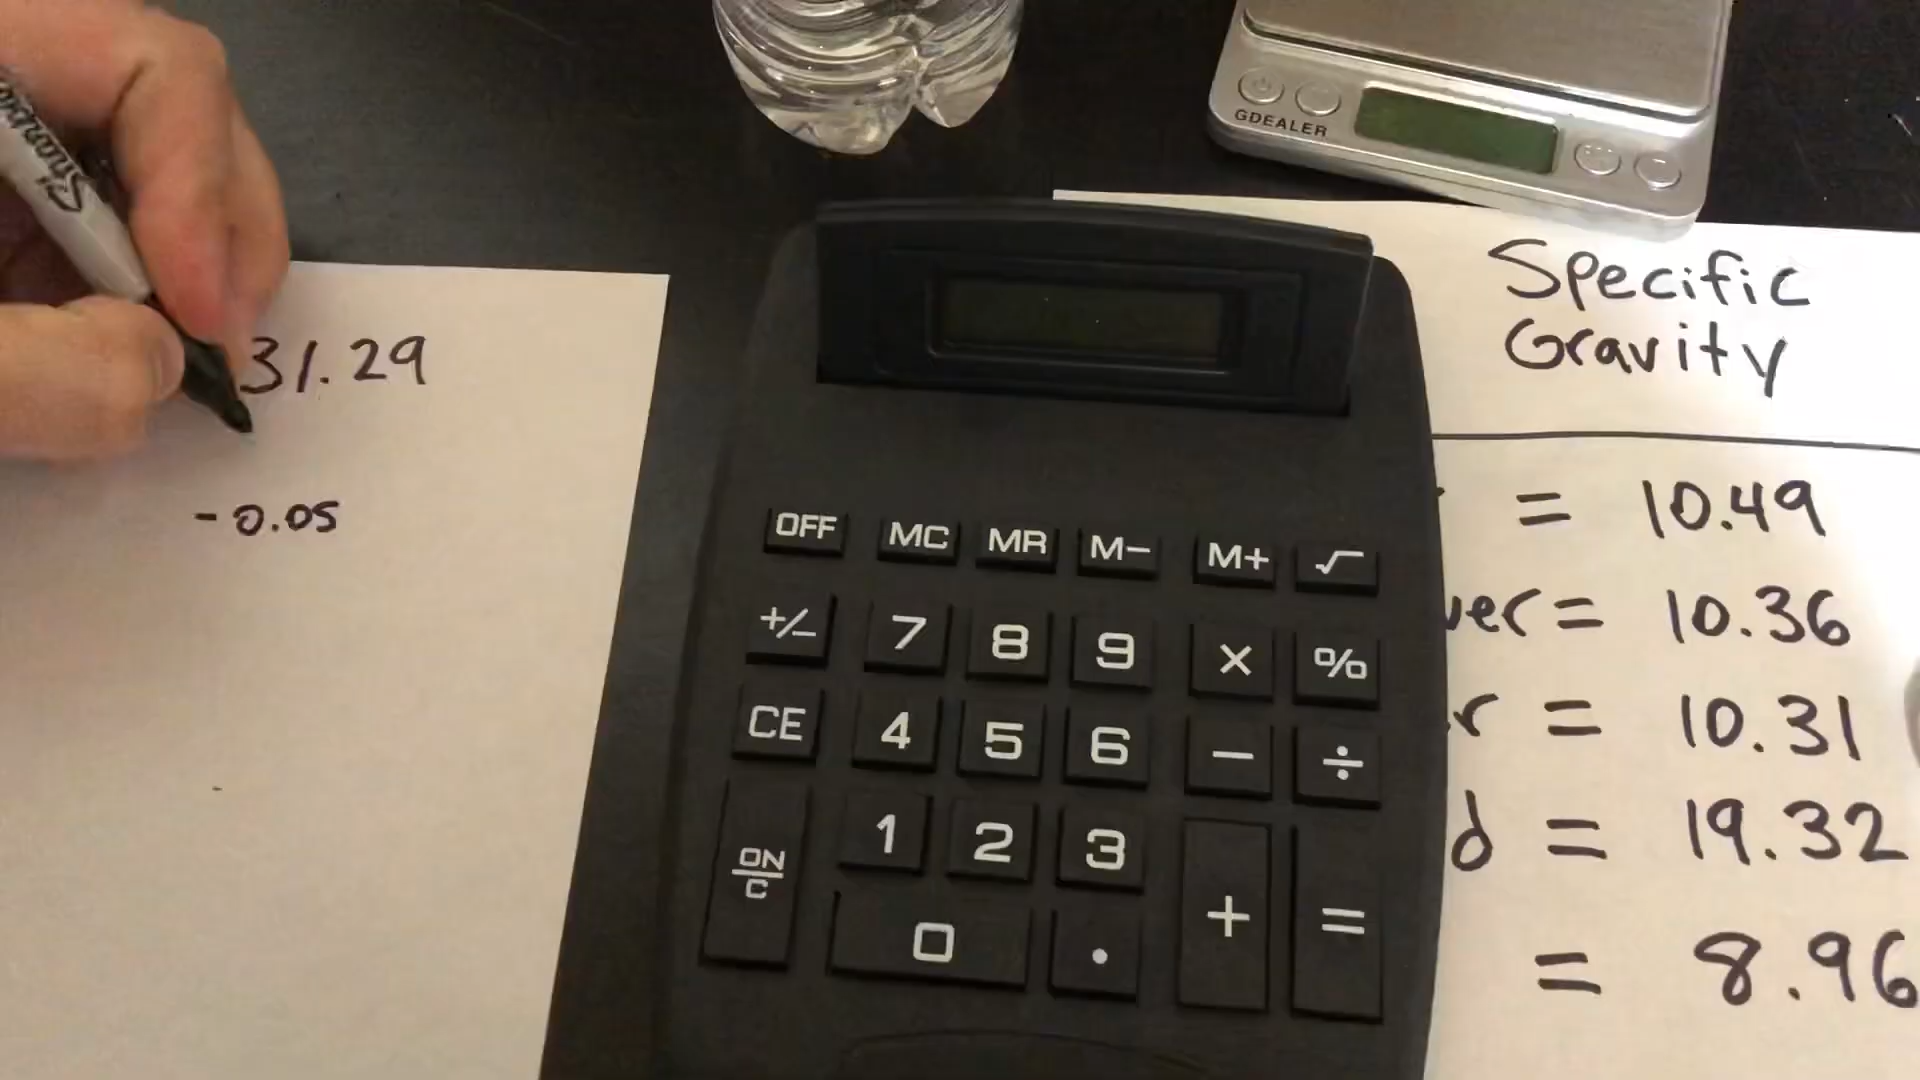 Sharpie
GDEALER
31.29
- 0.05
Specific
Gravity
= 10.49
ver = 10.36
r = 10.31
d = 19.32
= 8.96
OFF MC MR M− M+ √
+/− 7 8 9 × %
CE 4 5 6 − ÷
ON/C 1 2 3 + =
0 .